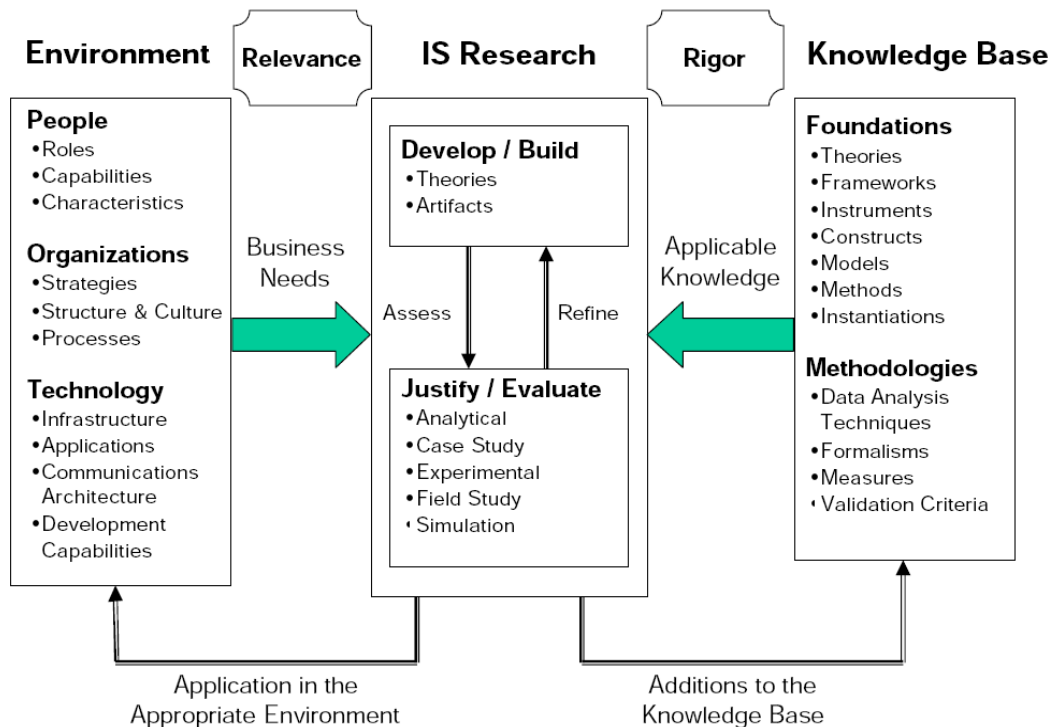 Environment
Relevance
IS Research
Rigor
Knowledge Base
People
•Roles
•Capabilities
•Characteristics
Organizations
•Strategies
•Structure & Culture
•Processes
Technology
•Infrastructure
•Applications
•Communications
Architecture
•Development
Capabilities
Business
Needs
Develop / Build
•Theories
•Artifacts
Assess
Refine
Justify / Evaluate
•Analytical
•Case Study
•Experimental
•Field Study
•Simulation
Applicable
Knowledge
Foundations
•Theories
•Frameworks
•Instruments
•Constructs
•Models
•Methods
•Instantiations
Methodologies
•Data Analysis
Techniques
•Formalisms
•Measures
•Validation Criteria
Application in the
Appropriate Environment
Additions to the
Knowledge Base